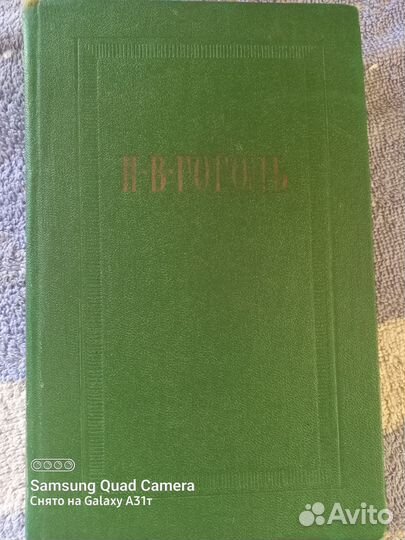 Н·В·ГОГОЛЬ
Samsung Quad Camera
Снято на Galaxy A31т
Avito